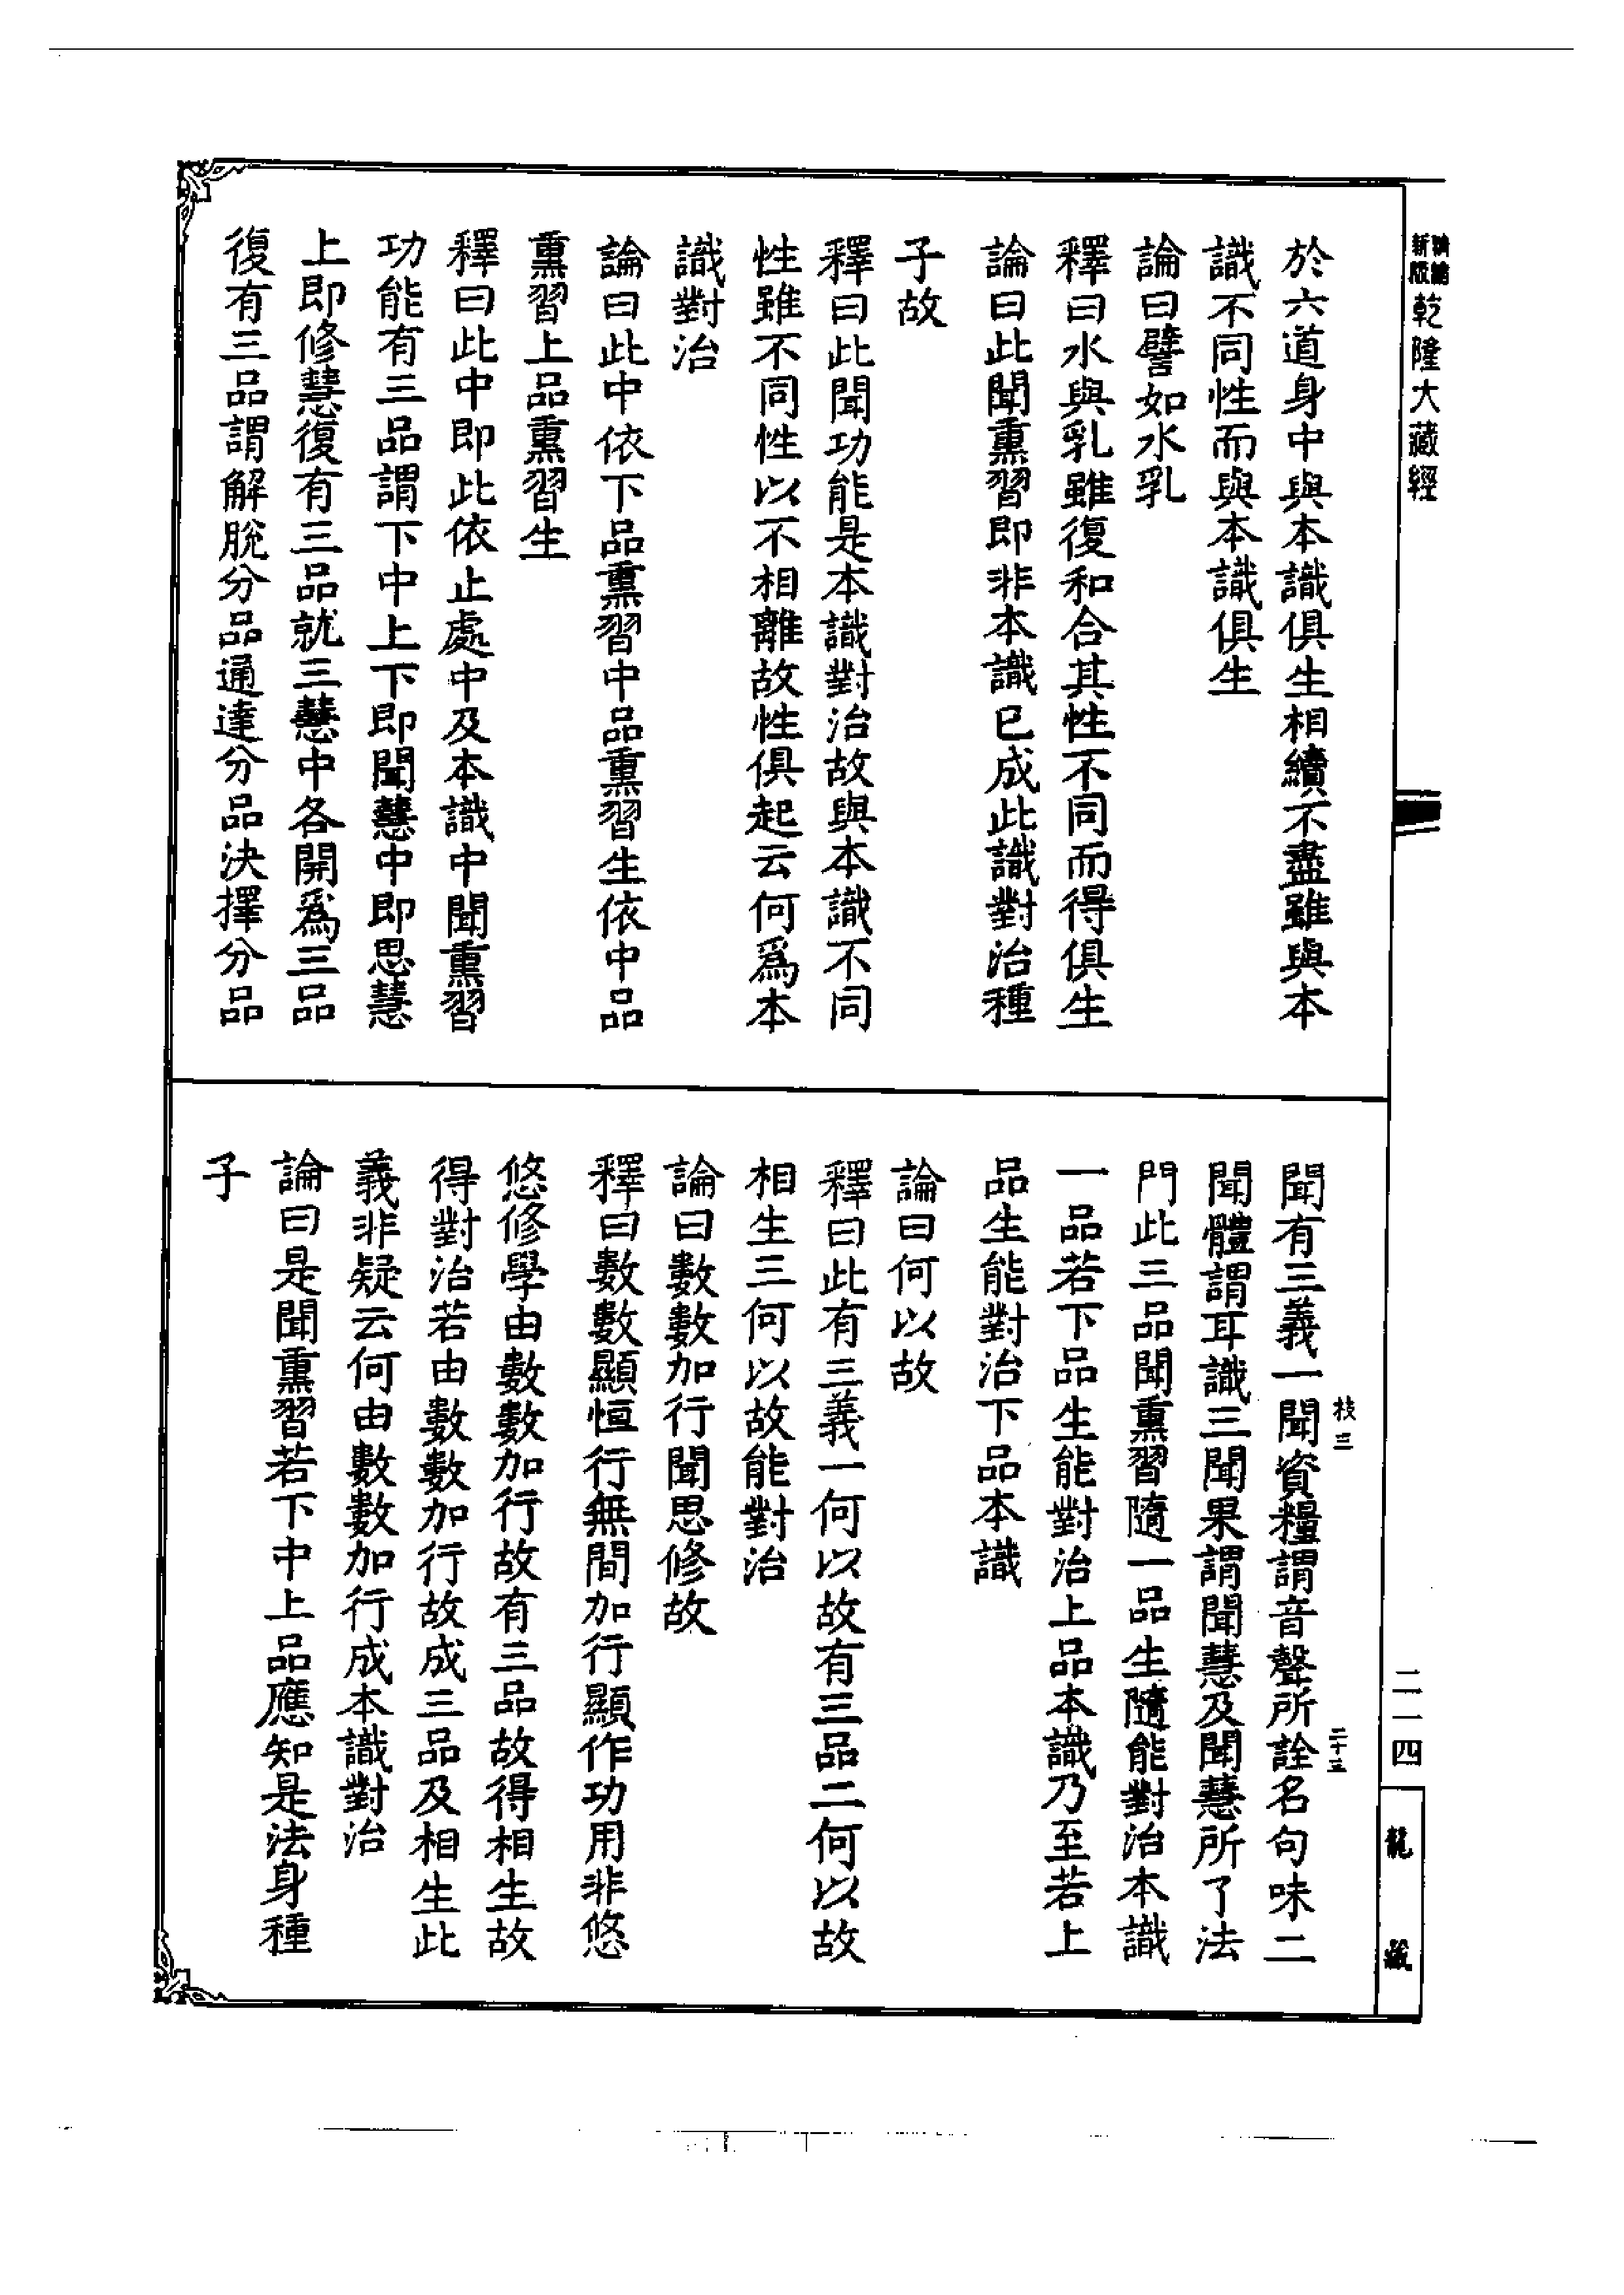 新編縮版乾隆大藏經
於六道身中與本識俱生相續不盡雖與本
識不同性而與本識俱生
論曰譬如水乳
釋曰水與乳雖復和合其性不同而得俱生
論曰此聞熏習即非本識已成此識對治種
子故
釋曰此聞功能是本識對治故與本識不同
性雖不同性以不相離故性俱起云何爲本
識對治
論曰此中依下品熏習中品熏習生依中品
熏習上品熏習生
釋曰此中即此依止處中及本識中聞熏習
功能有三品謂下中上下即聞慧中即思慧
上即修慧復有三品就三慧中各開爲三品
復有三品謂解脫分品通達分品決擇分品
聞有三義一聞資糧謂音聲所詮名句味二
聞體謂耳識三聞果謂聞慧及聞慧所了法
門此三品聞熏習隨一品生隨能對治本識
一品若下品生能對治上品本識乃至若上
品生能對治下品本識
論曰何以故
釋曰此有三義一何以故有三品二何以故
相生三何以故能對治
論曰數數加行聞思修故
釋曰數數顯恒行無間加行顯作功用非悠
悠修學由數數加行故有三品故得相生故
得對治若由數數加行故成三品及相生此
義非疑云何由數數加行成本識對治
論曰是聞熏習若下中上品應知是法身種
子
枝三
二一四
龍藏